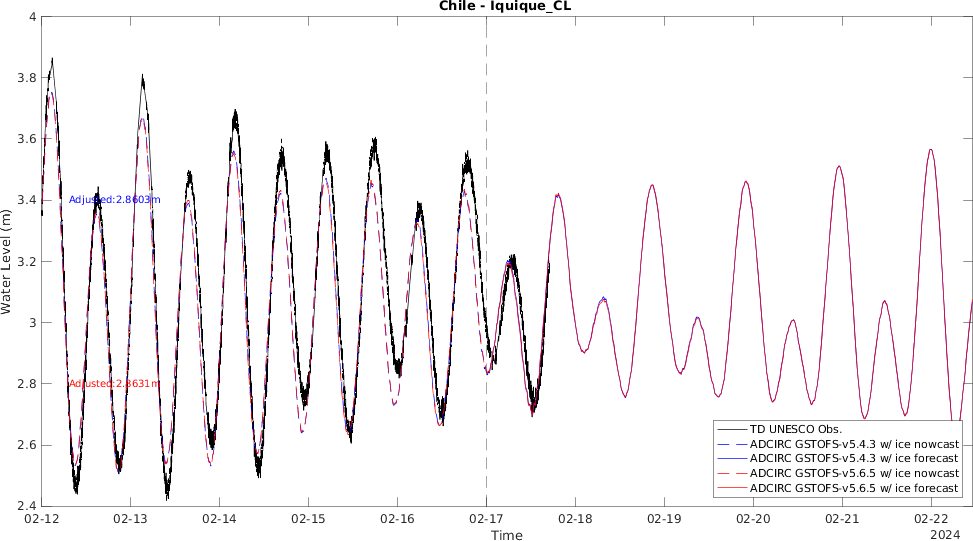 Chile - Iquique_CL
4
3.8
3.6
3.4
3.2
3
2.8
2.6
2.4
Water Level (m)
Adjusted:2.8603m
Adjusted:2.8631m
TD UNESCO Obs.
ADCIRC GSTOFS-v5.4.3 w/ ice nowcast
ADCIRC GSTOFS-v5.4.3 w/ ice forecast
ADCIRC GSTOFS-v5.6.5 w/ ice nowcast
ADCIRC GSTOFS-v5.6.5 w/ ice forecast
02-12 02-13 02-14 02-15 02-16 02-17 02-18 02-19 02-20 02-21 02-22
Time
2024